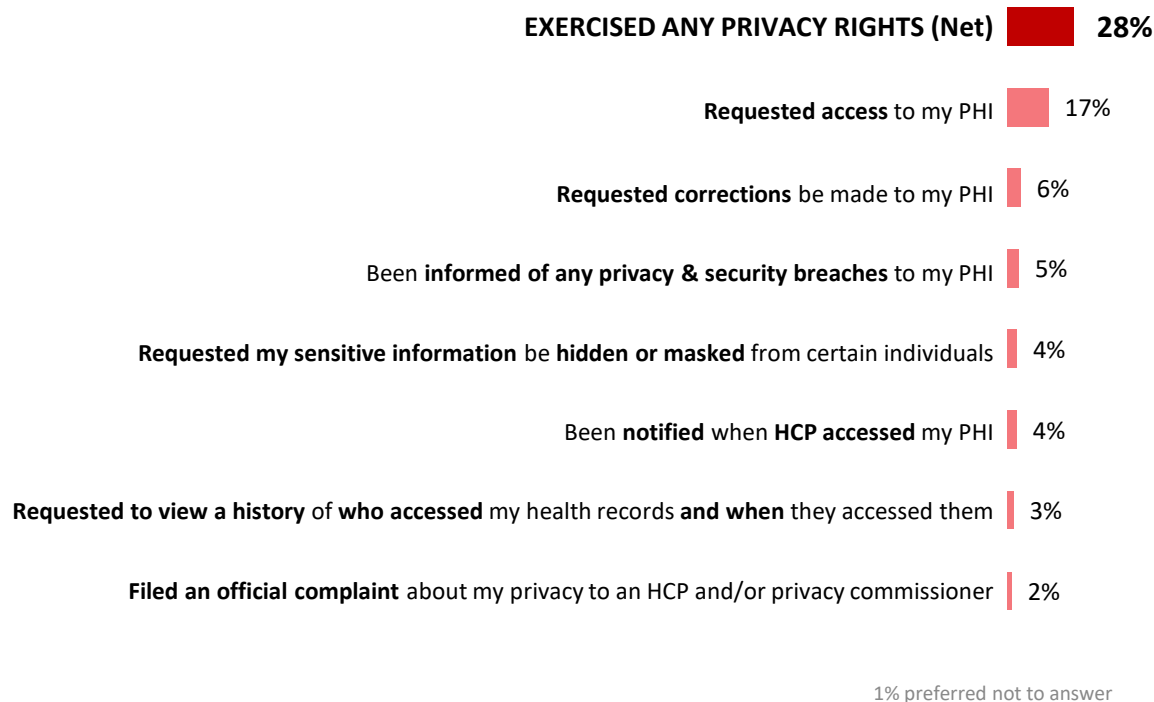 EXERCISED ANY PRIVACY RIGHTS (Net) 28%
Requested access to my PHI 17%
Requested corrections be made to my PHI 6%
Been informed of any privacy & security breaches to my PHI 5%
Requested my sensitive information be hidden or masked from certain individuals 4%
Been notified when HCP accessed my PHI 4%
Requested to view a history of who accessed my health records and when they accessed them 3%
Filed an official complaint about my privacy to an HCP and/or privacy commissioner 2%
1% preferred not to answer